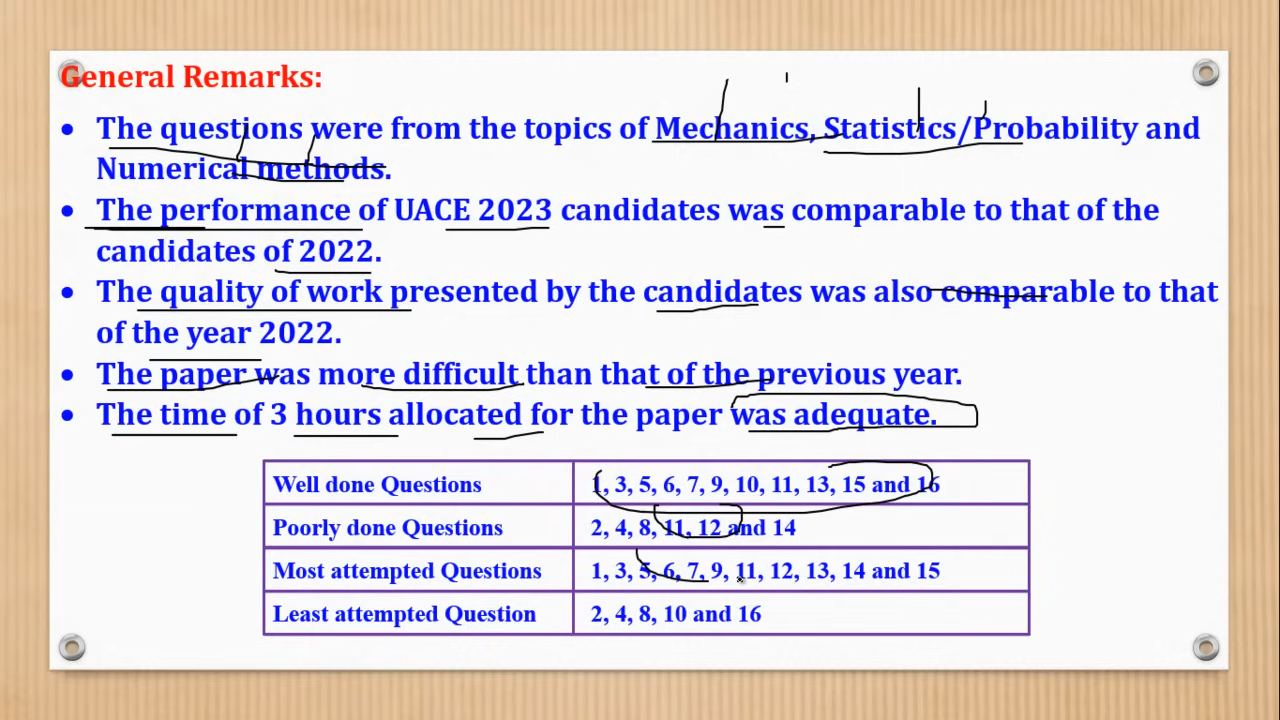 General Remarks:
• The questions were from the topics of Mechanics, Statistics/Probability and
Numerical methods.
• The performance of UACE 2023 candidates was comparable to that of the
candidates of 2022.
• The quality of work presented by the candidates was also comparable to that
of the year 2022.
• The paper was more difficult than that of the previous year.
• The time of 3 hours allocated for the paper was adequate.
Well done Questions 1, 3, 5, 6, 7, 9, 10, 11, 13, 15 and 16
Poorly done Questions 2, 4, 8, 11, 12 and 14
Most attempted Questions 1, 3, 5, 6, 7, 9, 11, 12, 13, 14 and 15
Least attempted Question 2, 4, 8, 10 and 16